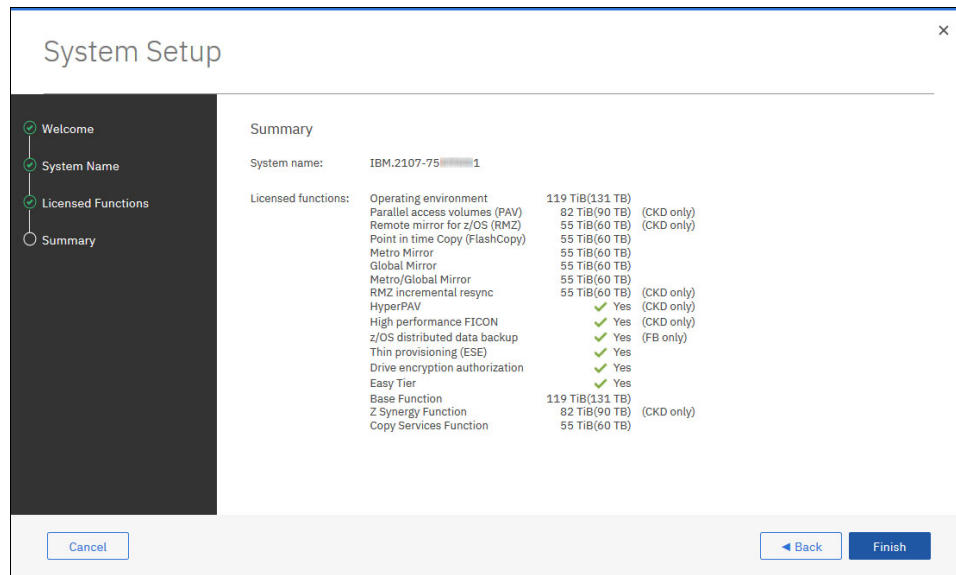 System Setup
Welcome
System Name
Licensed Functions
Summary
Summary
System name: IBM.2107-75 1
Licensed functions: Operating environment 119 TiB(131 TB)
Parallel access volumes (PAV) 82 TiB(90 TB) (CKD only)
Remote mirror for z/OS (RMZ) 55 TiB(60 TB) (CKD only)
Point in time Copy (FlashCopy) 55 TiB(60 TB)
Metro Mirror 55 TiB(60 TB)
Global Mirror 55 TiB(60 TB)
Metro/Global Mirror 55 TiB(60 TB)
RMZ incremental resync 55 TiB(60 TB) (CKD only)
HyperPAV Yes (CKD only)
High performance FICON Yes (CKD only)
z/OS distributed data backup Yes (FB only)
Thin provisioning (ESE) Yes
Drive encryption authorization Yes
Easy Tier Yes
Base Function 119 TiB(131 TB)
Z Synergy Function 82 TiB(90 TB) (CKD only)
Copy Services Function 55 TiB(60 TB)
Cancel
Back
Finish